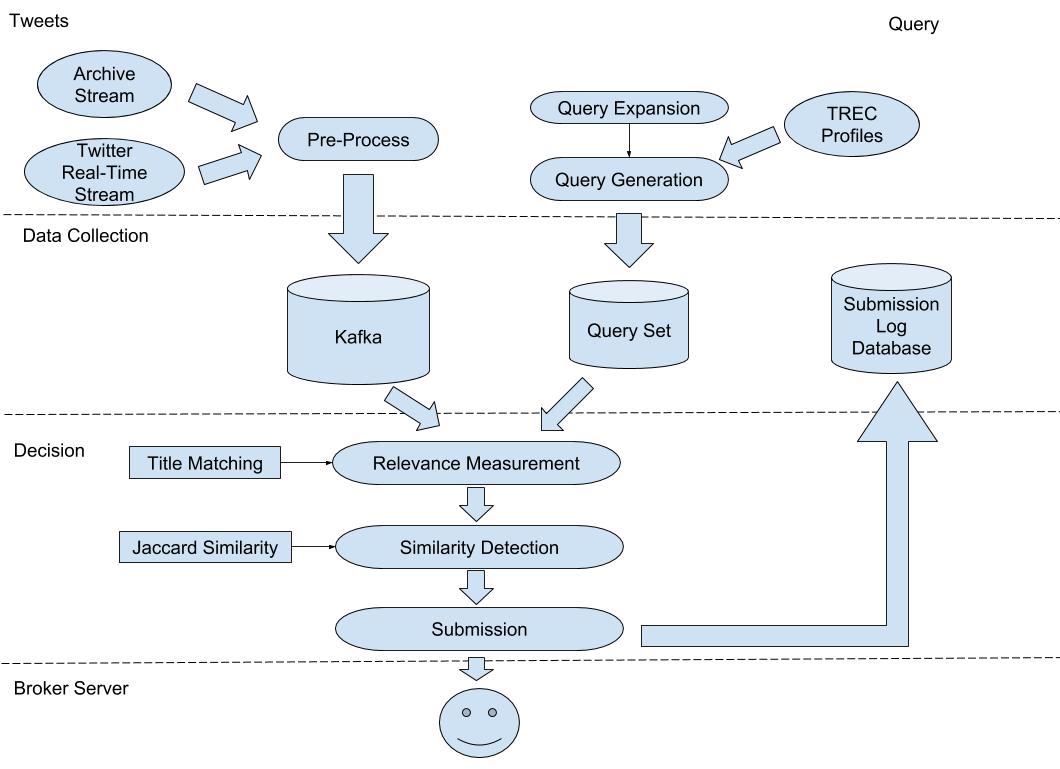 Tweets
Query
Archive
Stream
Query Expansion
TREC
Profiles
Pre-Process
Twitter
Real-Time
Stream
Query Generation
Data Collection
Kafka
Query Set
Submission
Log
Database
Decision
Title Matching
Relevance Measurement
Jaccard Similarity
Similarity Detection
Submission
Broker Server